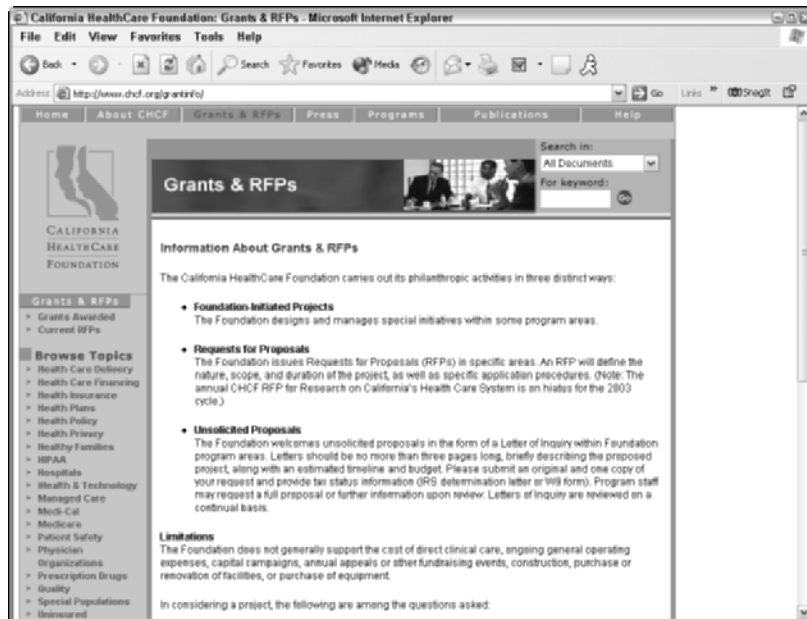 California HealthCare Foundation: Grants & RFPs - Microsoft Internet Explorer
File Edit View Favorites Tools Help
Back Search Favorites Media
Address http://www.chcf.org/grantinfo/ Go Links » SnagIt
Home About CHCF Grants & RFPs Press Programs Publications Help
Search in:
All Documents
For keyword:
Go
Grants & RFPs
CALIFORNIA
HEALTHCARE
FOUNDATION
Grants & RFPs
Grants Awarded
Current RFPs
Browse Topics
Health Care Delivery
Health Care Financing
Health Insurance
Health Plans
Health Policy
Health Privacy
Healthy Families
HIPAA
Hospitals
iHealth & Technology
Managed Care
Medi-Cal
Medicare
Patient Safety
Physician
Organizations
Prescription Drugs
Quality
Special Populations
Uninsured
Information About Grants & RFPs
The California HealthCare Foundation carries out its philanthropic activities in three distinct ways:
• Foundation-Initiated Projects
The Foundation designs and manages special initiatives within some program areas.
• Requests for Proposals
The Foundation issues Requests for Proposals (RFPs) in specific areas. An RFP will define the
nature, scope, and duration of the project, as well as specific application procedures. (Note: The
annual CHCF RFP for Research on California's Health Care System is on hiatus for the 2003
cycle.)
• Unsolicited Proposals
The Foundation welcomes unsolicited proposals in the form of a Letter of Inquiry within Foundation
program areas. Letters should be no more than three pages long, briefly describing the proposed
project, along with an estimated timeline and budget. Please submit an original and one copy of
your request and provide tax status information (IRS determination letter or W9 form). Program staff
may request a full proposal or further information upon review. Letters of Inquiry are reviewed on a
continual basis.
Limitations
The Foundation does not generally support the cost of direct clinical care, ongoing general operating
expenses, capital campaigns, annual appeals or other fundraising events, construction, purchase or
renovation of facilities, or purchase of equipment.
In considering a project, the following are among the questions asked: